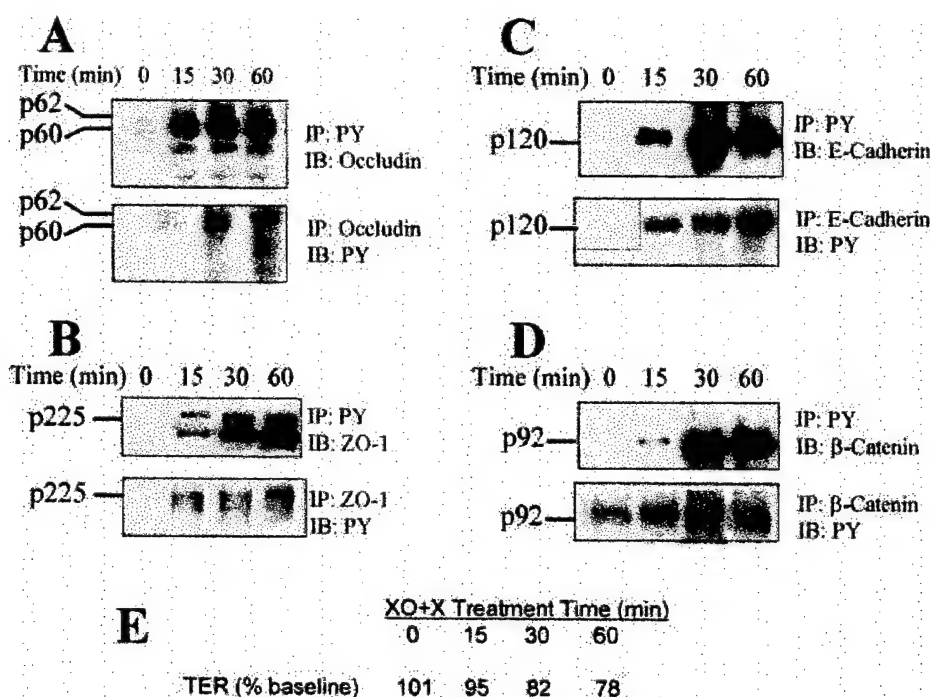 A
Time (min) 0 15 30 60
p62
p60
IP: PY
IB: Occludin
p62
p60
IP: Occludin
IB: PY
B
Time (min) 0 15 30 60
p225
IP: PY
IB: ZO-1
p225
IP: ZO-1
IB: PY
C
Time (min) 0 15 30 60
p120
IP: PY
IB: E-Cadherin
p120
IP: E-Cadherin
IB: PY
D
Time (min) 0 15 30 60
p92
IP: PY
IB: β-Catenin
p92
IP: β-Catenin
IB: PY
E
XO+X Treatment Time (min)
0 15 30 60
TER (% baseline) 101 95 82 78